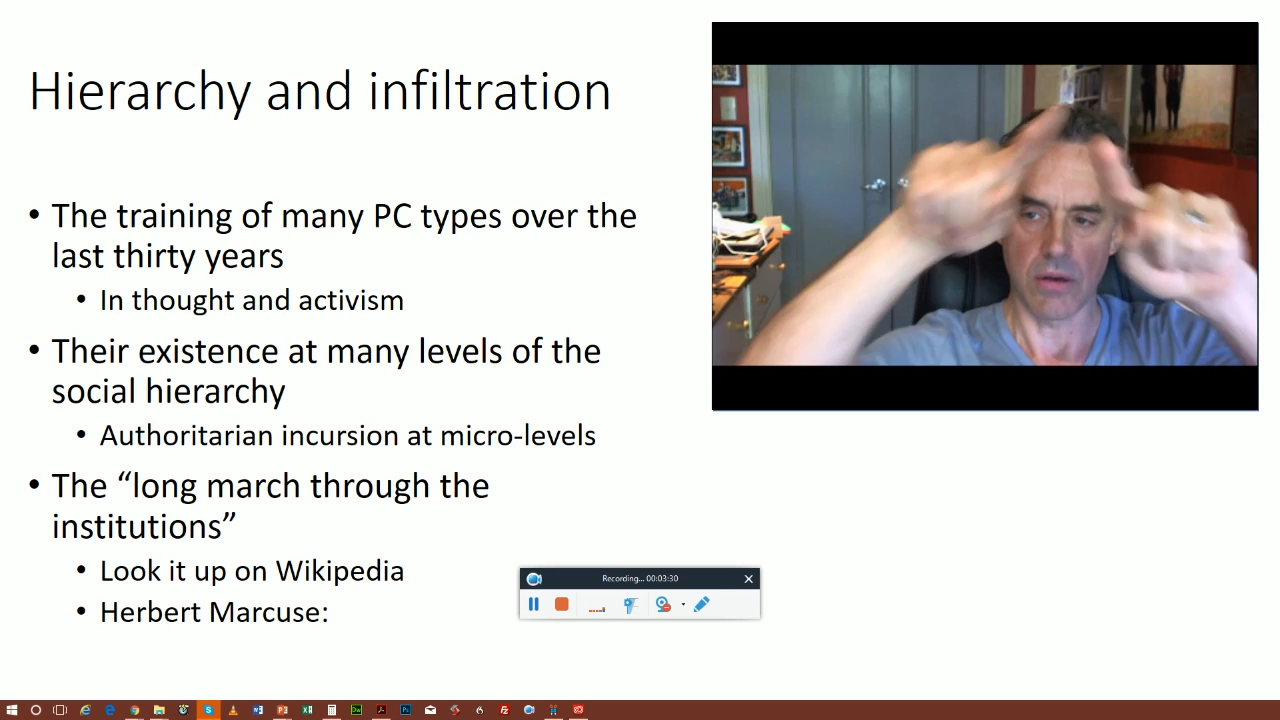 Hierarchy and infiltration
• The training of many PC types over the
last thirty years
• In thought and activism
• Their existence at many levels of the
social hierarchy
• Authoritarian incursion at micro-levels
• The “long march through the
institutions”
• Look it up on Wikipedia
• Herbert Marcuse:
Recording... 00:03:30